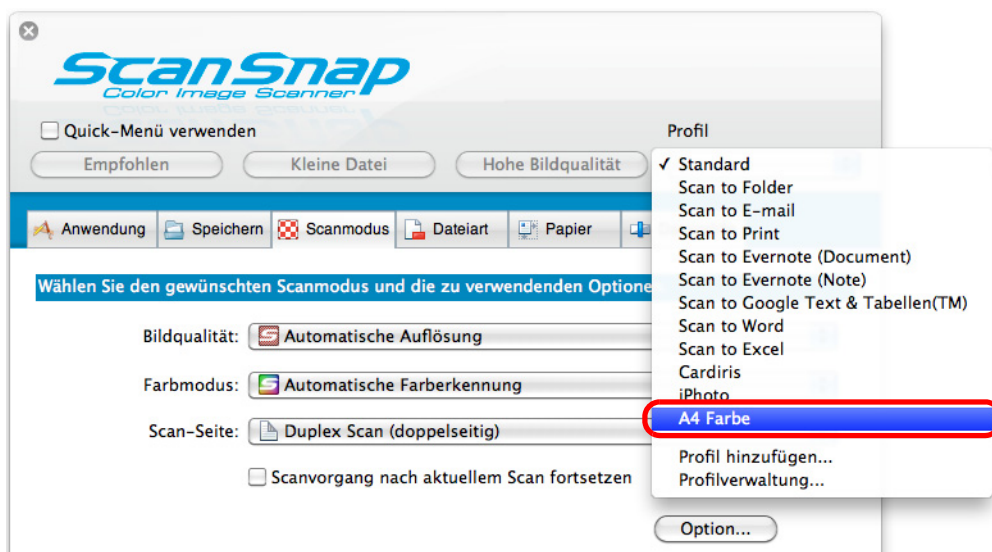 ScanSnap
Color Image Scanner
Quick-Menü verwenden
Profil
Empfohlen
Kleine Datei
Hohe Bildqualität
✓ Standard
Scan to Folder
Scan to E-mail
Scan to Print
Scan to Evernote (Document)
Scan to Evernote (Note)
Scan to Google Text & Tabellen(TM)
Scan to Word
Scan to Excel
Cardiris
iPhoto
A4 Farbe
Profil hinzufügen...
Profilverwaltung...
Anwendung
Speichern
Scanmodus
Dateiart
Papier
Wählen Sie den gewünschten Scanmodus und die zu verwendenden Optione
Bildqualität:
Automatische Auflösung
Farbmodus:
Automatische Farberkennung
Scan-Seite:
Duplex Scan (doppelseitig)
Scanvorgang nach aktuellem Scan fortsetzen
Option...